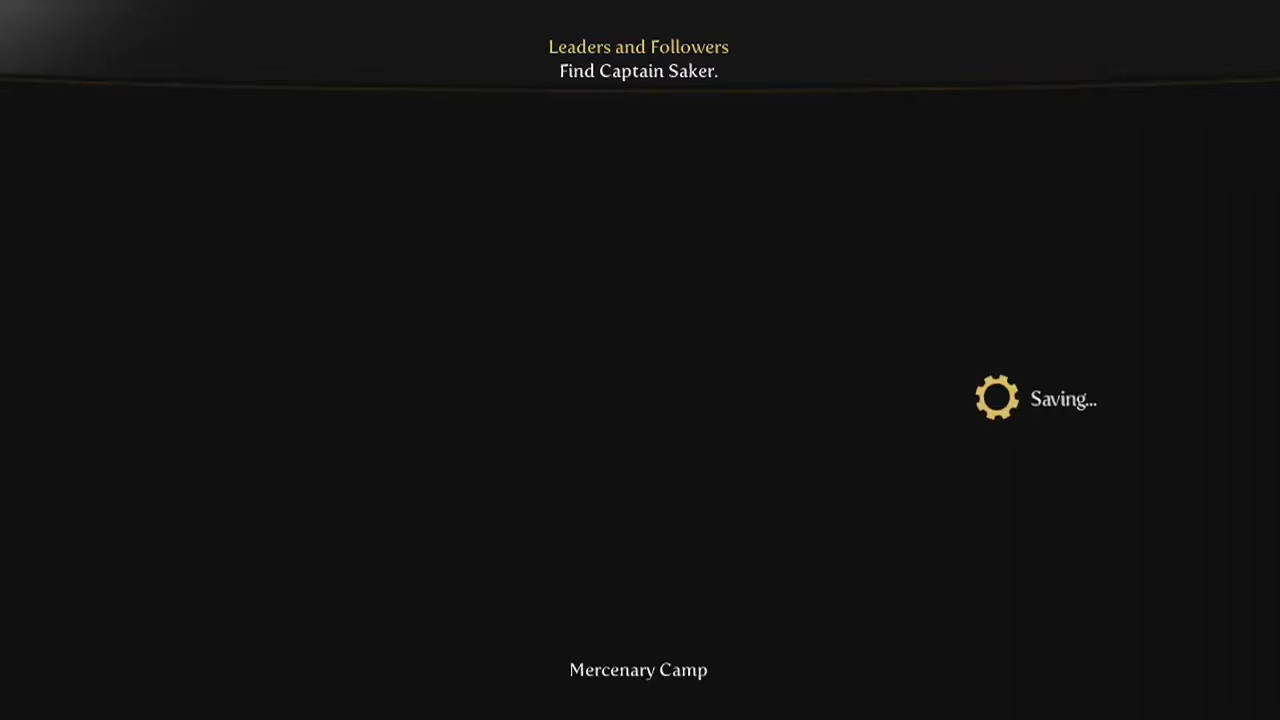 Leaders and Followers
Find Captain Saker.
Saving...
Mercenary Camp